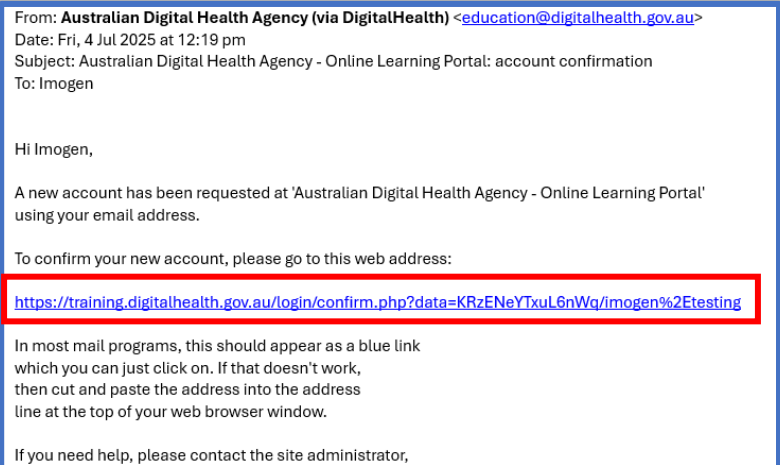 From: Australian Digital Health Agency (via DigitalHealth) <education@digitalhealth.gov.au>
Date: Fri, 4 Jul 2025 at 12:19 pm
Subject: Australian Digital Health Agency - Online Learning Portal: account confirmation
To: Imogen
Hi Imogen,
A new account has been requested at 'Australian Digital Health Agency - Online Learning Portal'
using your email address.
To confirm your new account, please go to this web address:
https://training.digitalhealth.gov.au/login/confirm.php?data=KRzENeYTxuL6nWq/imogen%2Etesting
In most mail programs, this should appear as a blue link
which you can just click on. If that doesn't work,
then cut and paste the address into the address
line at the top of your web browser window.
If you need help, please contact the site administrator,